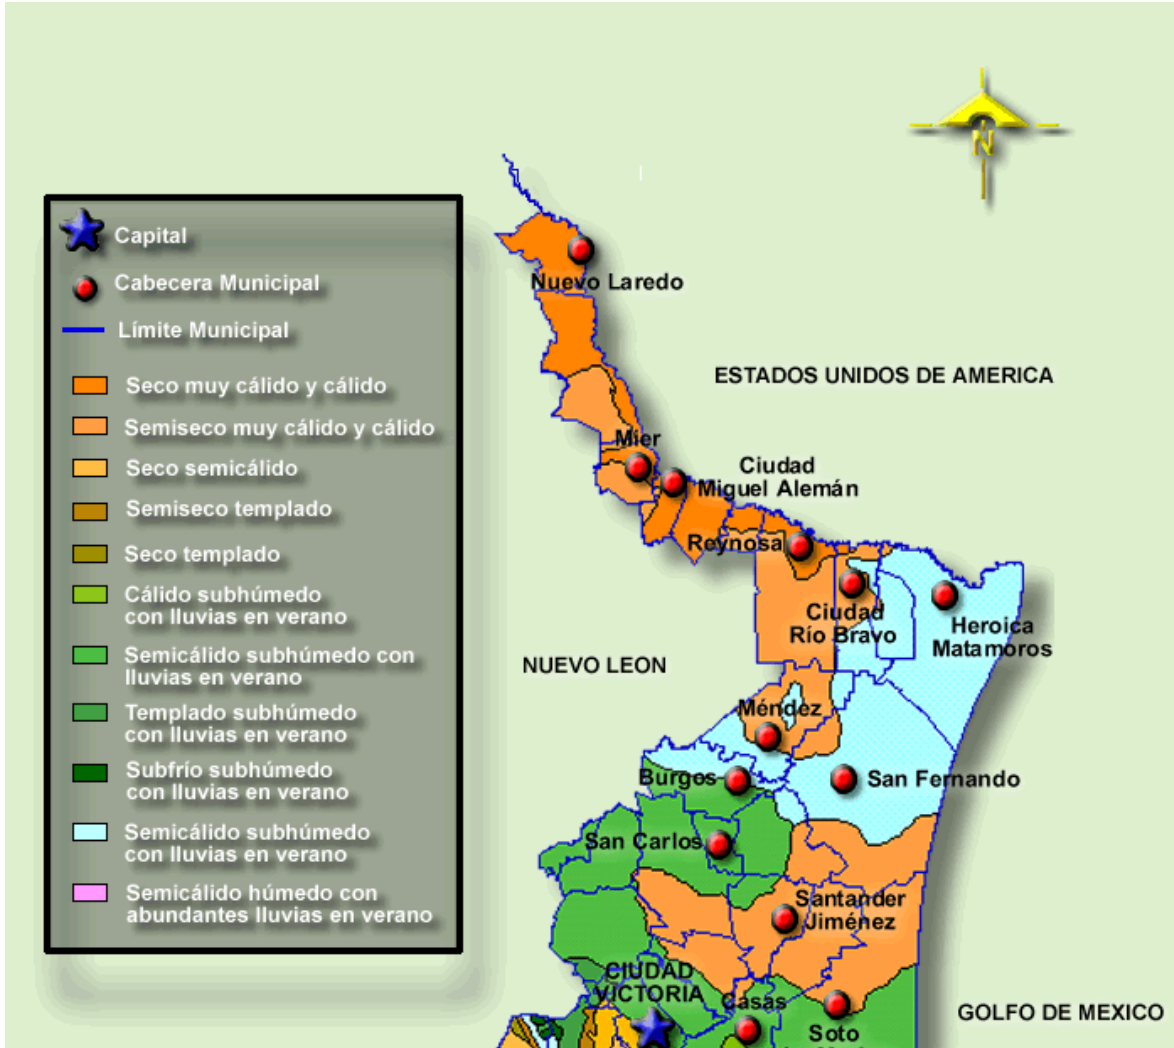 N
Capital
Cabecera Municipal
Límite Municipal
Seco muy cálido y cálido
Semiseco muy cálido y cálido
Seco semicálido
Semiseco templado
Seco templado
Cálido subhúmedo
con lluvias en verano
Semicálido subhúmedo con
lluvias en verano
Templado subhúmedo
con lluvias en verano
Subfrío subhúmedo
con lluvias en verano
Semicálido subhúmedo
con lluvias en verano
Semicálido húmedo con
abundantes lluvias en verano
Nuevo Laredo
ESTADOS UNIDOS DE AMERICA
Mier
Ciudad
Miguel Alemán
Reynosa
Ciudad
Río Bravo
Heroica
Matamoros
NUEVO LEON
Méndez
Burgos
San Fernando
San Carlos
Santander
Jiménez
CIUDAD
VICTORIA
Casas
Soto
GOLFO DE MEXICO